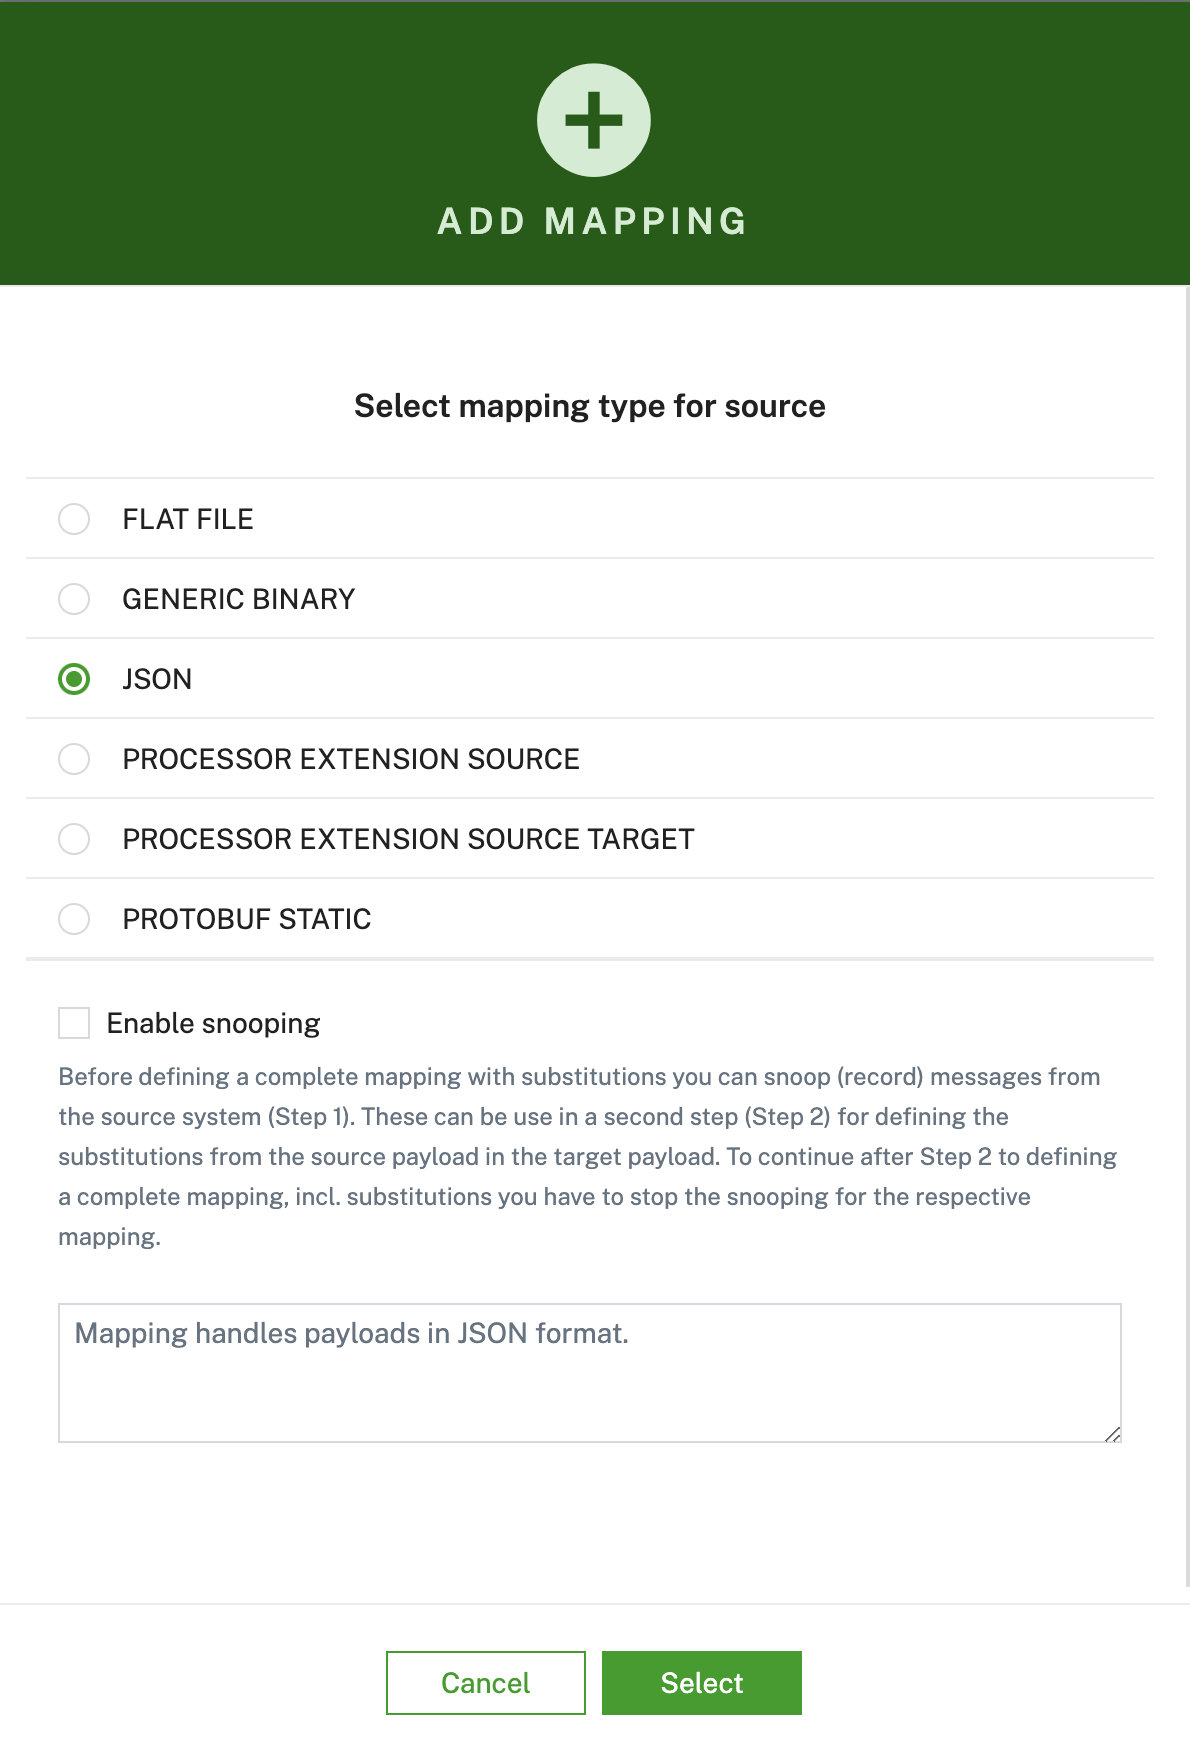 ADD MAPPING
Select mapping type for source
FLAT FILE
GENERIC BINARY
JSON
PROCESSOR EXTENSION SOURCE
PROCESSOR EXTENSION SOURCE TARGET
PROTOBUF STATIC
Enable snooping
Before defining a complete mapping with substitutions you can snoop (record) messages from
the source system (Step 1). These can be use in a second step (Step 2) for defining the
substitutions from the source payload in the target payload. To continue after Step 2 to defining
a complete mapping, incl. substitutions you have to stop the snooping for the respective
mapping.
Mapping handles payloads in JSON format.
Cancel
Select